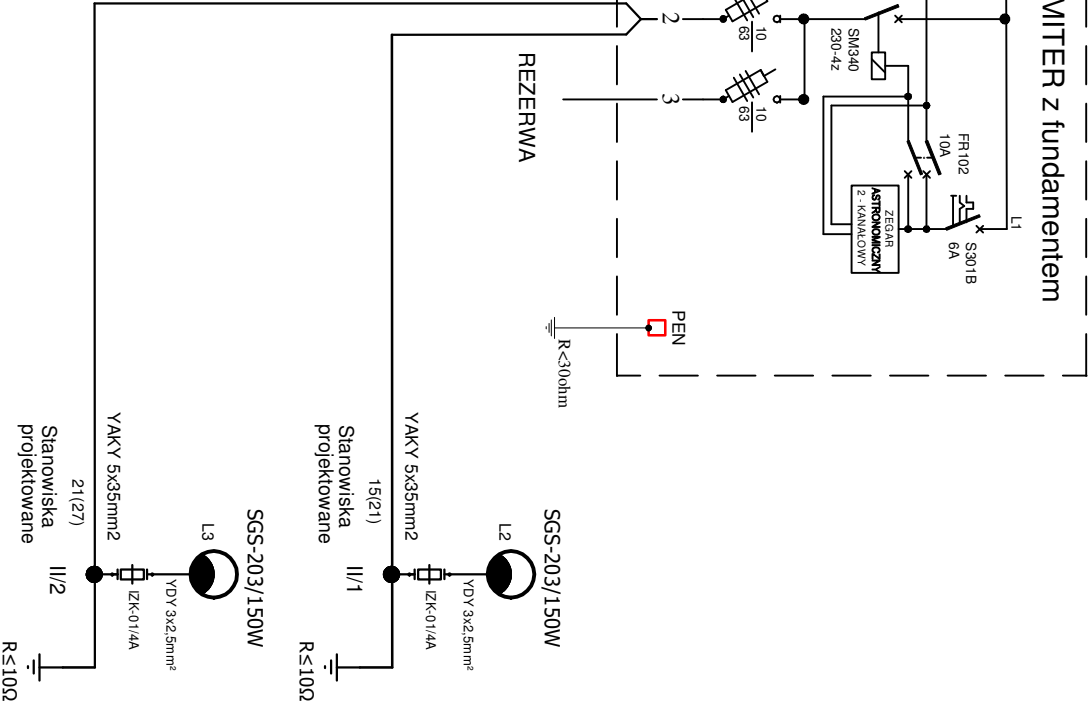 MITER z fundamentem
L1
S301B
6A
FR102
10A
ZEGAR
ASTRONOMICZNY
2 - KANAŁOWY
SM340
230-4z
10
63
10
63
2
3
REZERWA
PEN
R<30ohm
YAKY 5x35mm2
15(21)
Stanowiska
projektowane
SGS-203/150W
L2
YDY 3x2,5mm²
IZK-01/4A
II/1
R≤10Ω
YAKY 5x35mm2
21(27)
Stanowiska
projektowane
SGS-203/150W
L3
YDY 3x2,5mm²
IZK-01/4A
II/2
R≤10Ω